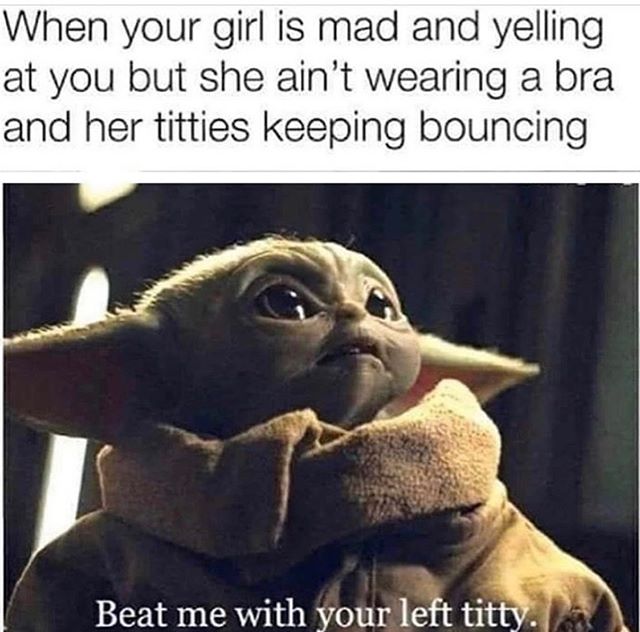 When your girl is mad and yelling
at you but she ain't wearing a bra
and her titties keeping bouncing
Beat me with your left titty.